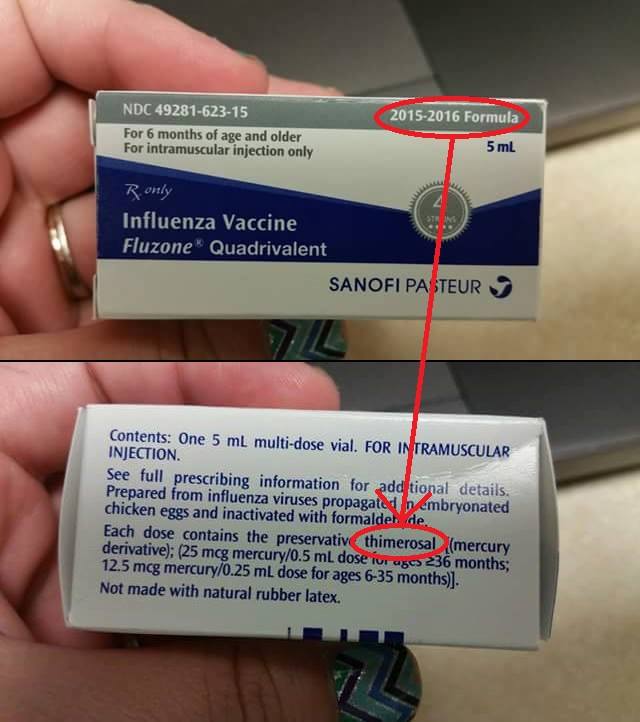 NDC 49281-623-15
2015-2016 Formula
For 6 months of age and older
For intramuscular injection only
5 mL
Rx only
4
STRAINS
Influenza Vaccine
Fluzone® Quadrivalent
SANOFI PASTEUR
Contents: One 5 mL multi-dose vial. FOR INTRAMUSCULAR
INJECTION.
See full prescribing information for additional details.
Prepared from influenza viruses propagated in embryonated
chicken eggs and inactivated with formaldehyde.
Each dose contains the preservative thimerosal [(mercury
derivative); (25 mcg mercury/0.5 mL dose for ages ≥36 months;
12.5 mcg mercury/0.25 mL dose for ages 6-35 months)].
Not made with natural rubber latex.